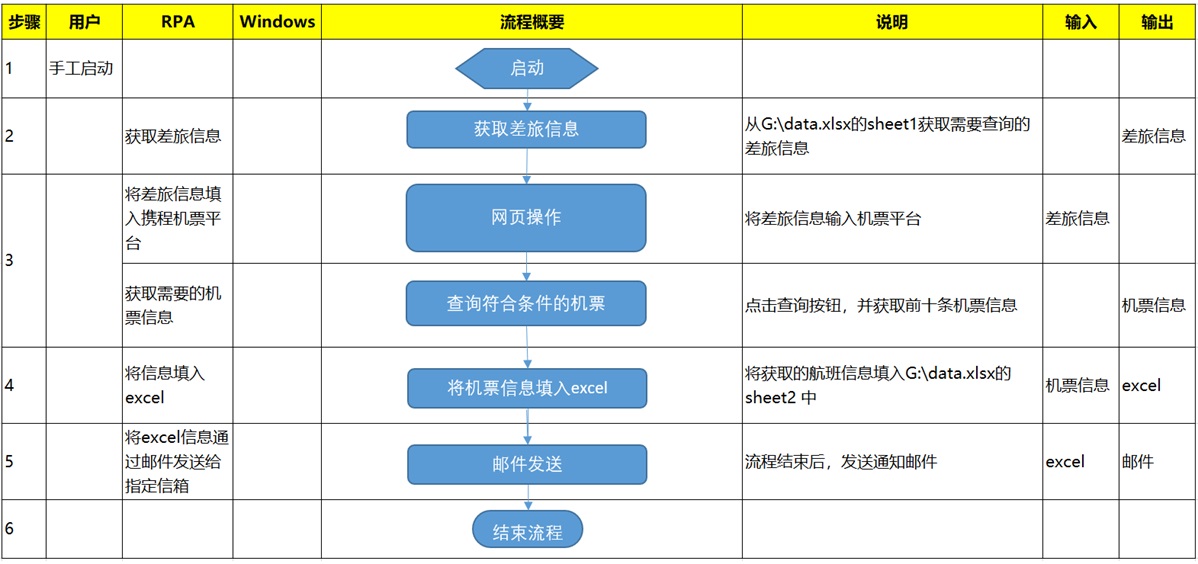 步骤 用户 RPA Windows 流程概要 说明 输入 输出
1 手工启动 启动
2 获取差旅信息 获取差旅信息 从G:\data.xlsx的sheet1获取需要查询的
差旅信息 差旅信息
3 将差旅信息填
入携程机票平
台 网页操作 将差旅信息输入机票平台 差旅信息
获取需要的机
票信息 查询符合条件的机票 点击查询按钮，并获取前十条机票信息 机票信息
4 将信息填入
excel 将机票信息填入excel 将获取的航班信息填入G:\data.xlsx的
sheet2 中 机票信息 excel
5 将excel信息通
过邮件发送给
指定信箱 邮件发送 流程结束后，发送通知邮件 excel 邮件
6 结束流程